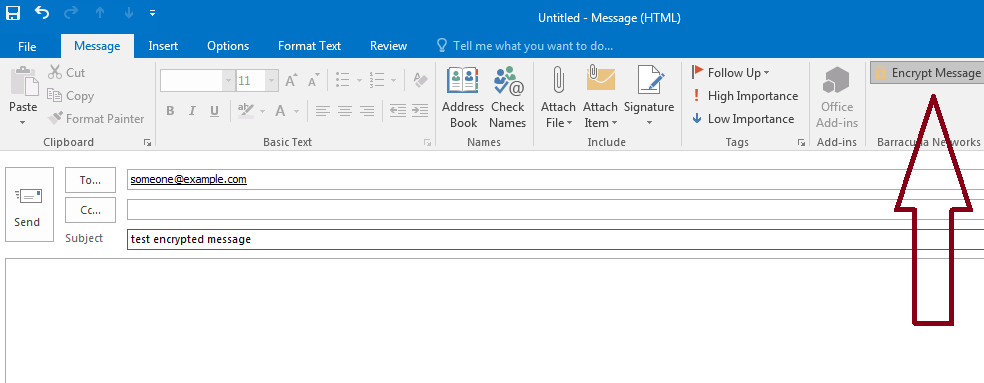 Untitled - Message (HTML)
File Message Insert Options Format Text Review Tell me what you want to do...
Paste
Cut
Copy
Format Painter
Clipboard
11
A A A
B I U ab A
Basic Text
Address Book
Check Names
Names
Attach File
Attach Item
Signature
Include
Follow Up
High Importance
Low Importance
Tags
Office Add-ins
Add-ins
Encrypt Message
Barracuda Networks
Send
To... someone@example.com
Cc...
Subject test encrypted message